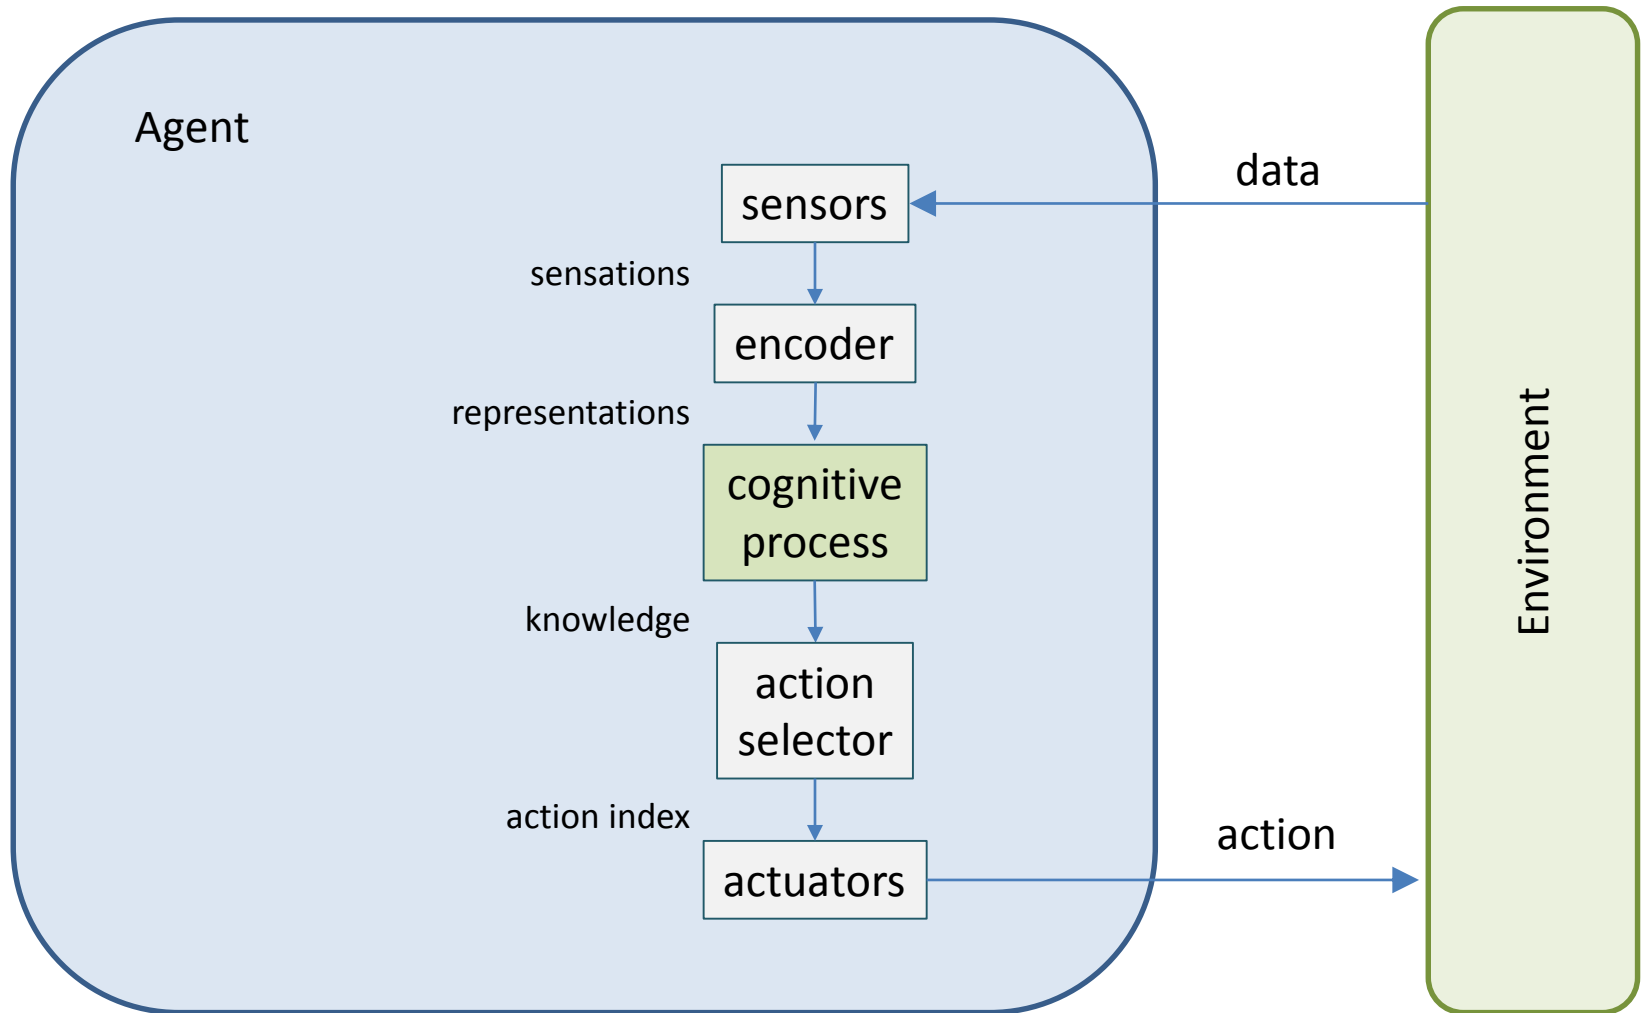 Agent
data
sensors
sensations
encoder
representations
cognitive
process
knowledge
action
selector
action index
actuators
action
Environment